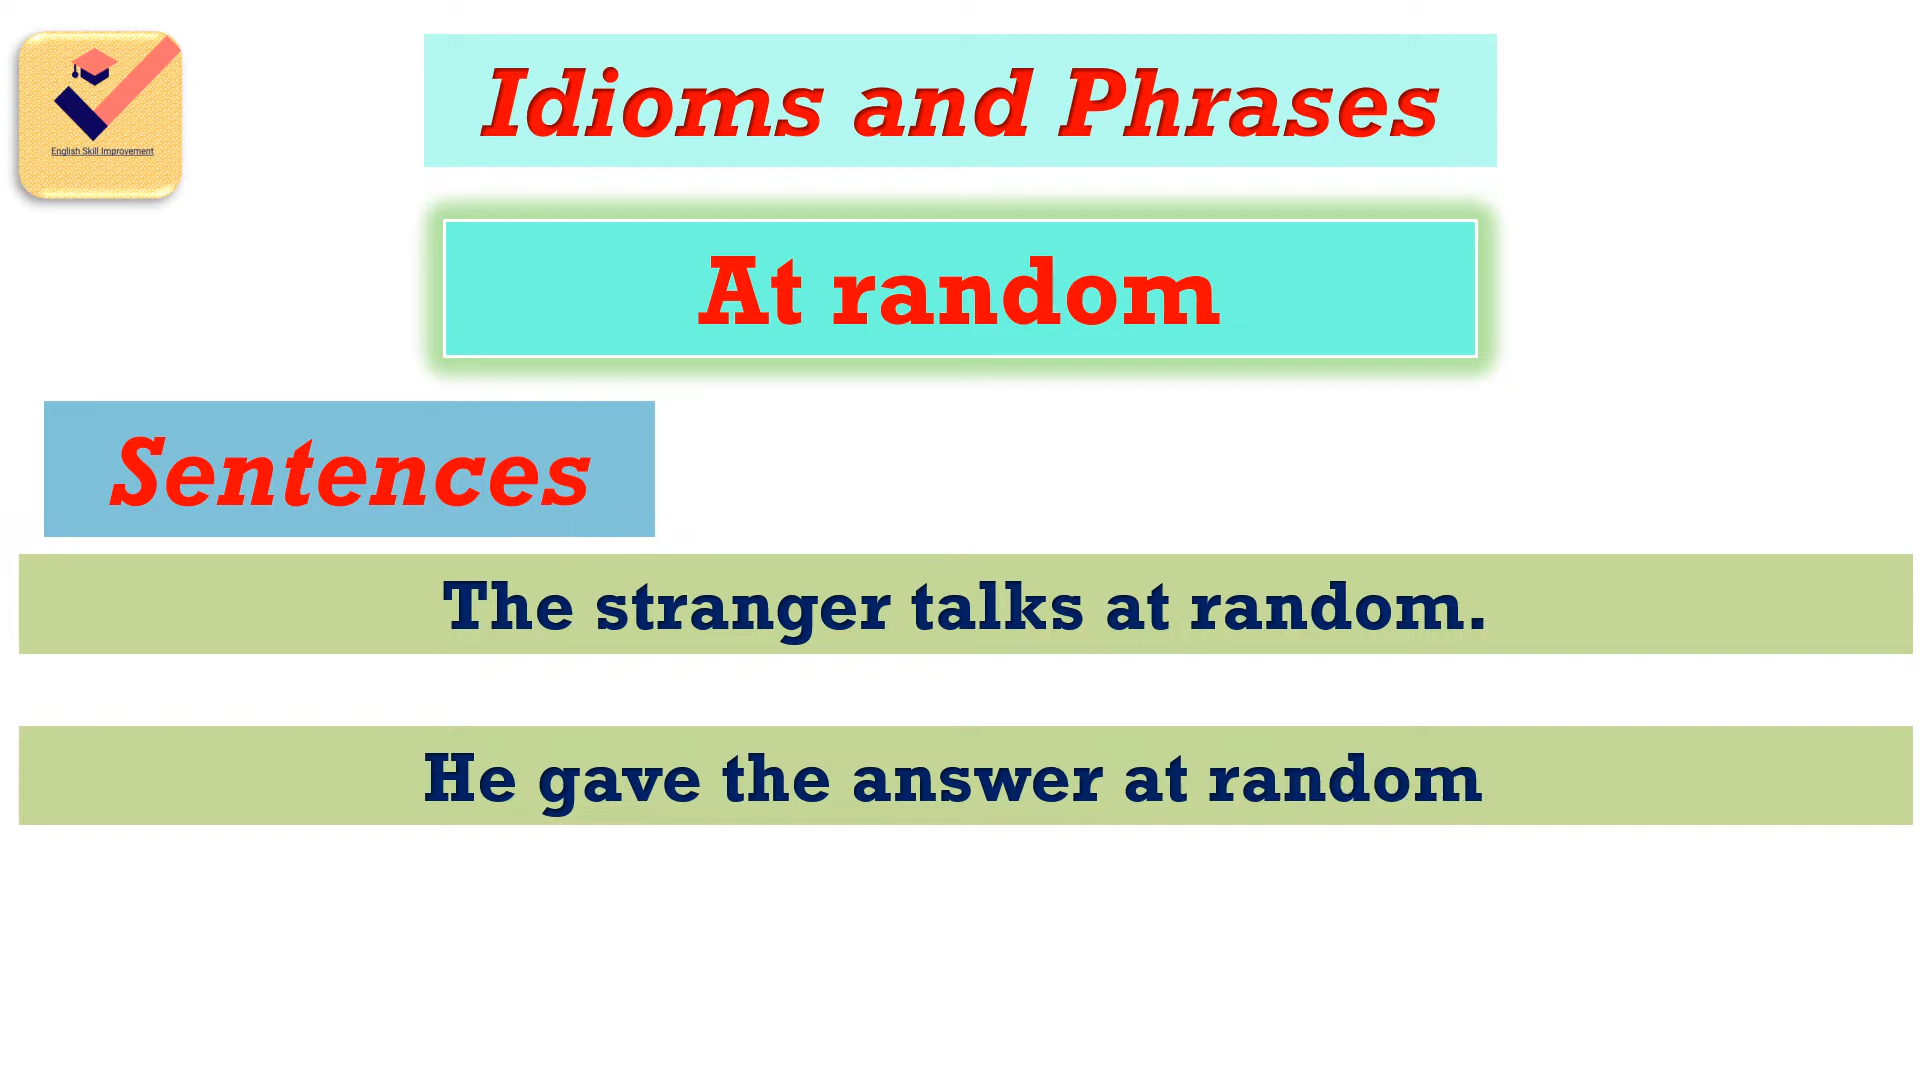 English Skill Improvement
Idioms and Phrases
At random
Sentences
The stranger talks at random.
He gave the answer at random